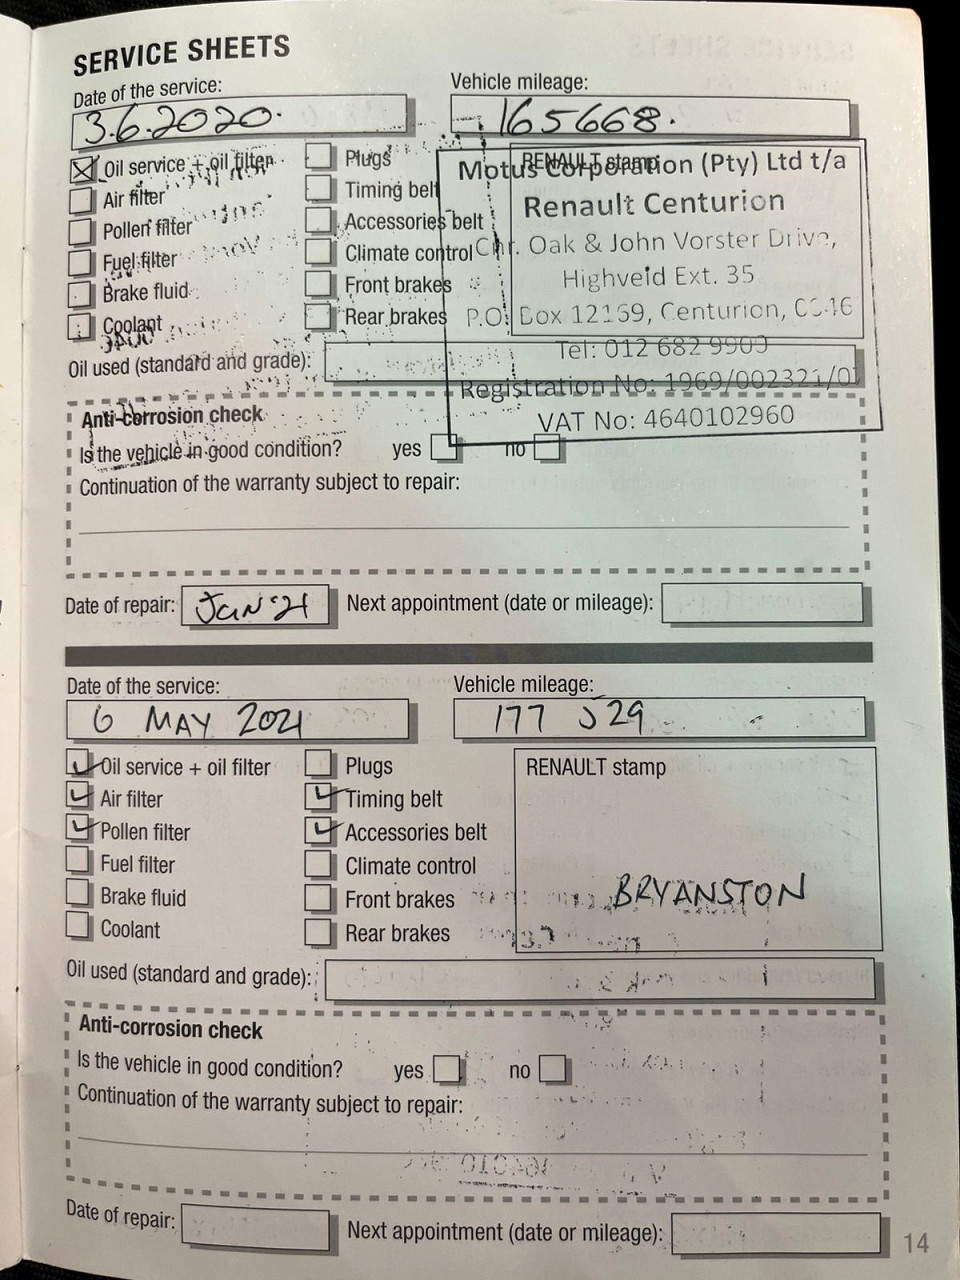 SERVICE SHEETS
Date of the service: Vehicle mileage:
3.6.2020. 165668.
Oil service + oil filter Plugs
Air filter Timing belt
Pollen filter Accessories belt
Fuel filter Climate control
Brake fluid Front brakes
Coolant Rear brakes
RENAULT stamp
Motus Corporation (Pty) Ltd t/a
Renault Centurion
Chr. Oak & John Vorster Drive,
Highveld Ext. 35
P.O. Box 12169, Centurion,
Tel: 012 682 9900
Registration No: 1969/002321/07
VAT No: 4640102960
Oil used (standard and grade):
Anti-corrosion check
Is the vehicle in good condition? yes no
Continuation of the warranty subject to repair:
Date of repair: Jan '21 Next appointment (date or mileage):
Date of the service: Vehicle mileage:
6 MAY 2021 177 529
Oil service + oil filter Plugs
Air filter Timing belt
Pollen filter Accessories belt
Fuel filter Climate control
Brake fluid Front brakes
Coolant Rear brakes
RENAULT stamp
BRYANSTON
Oil used (standard and grade):
Anti-corrosion check
Is the vehicle in good condition? yes no
Continuation of the warranty subject to repair:
Date of repair: Next appointment (date or mileage):
14